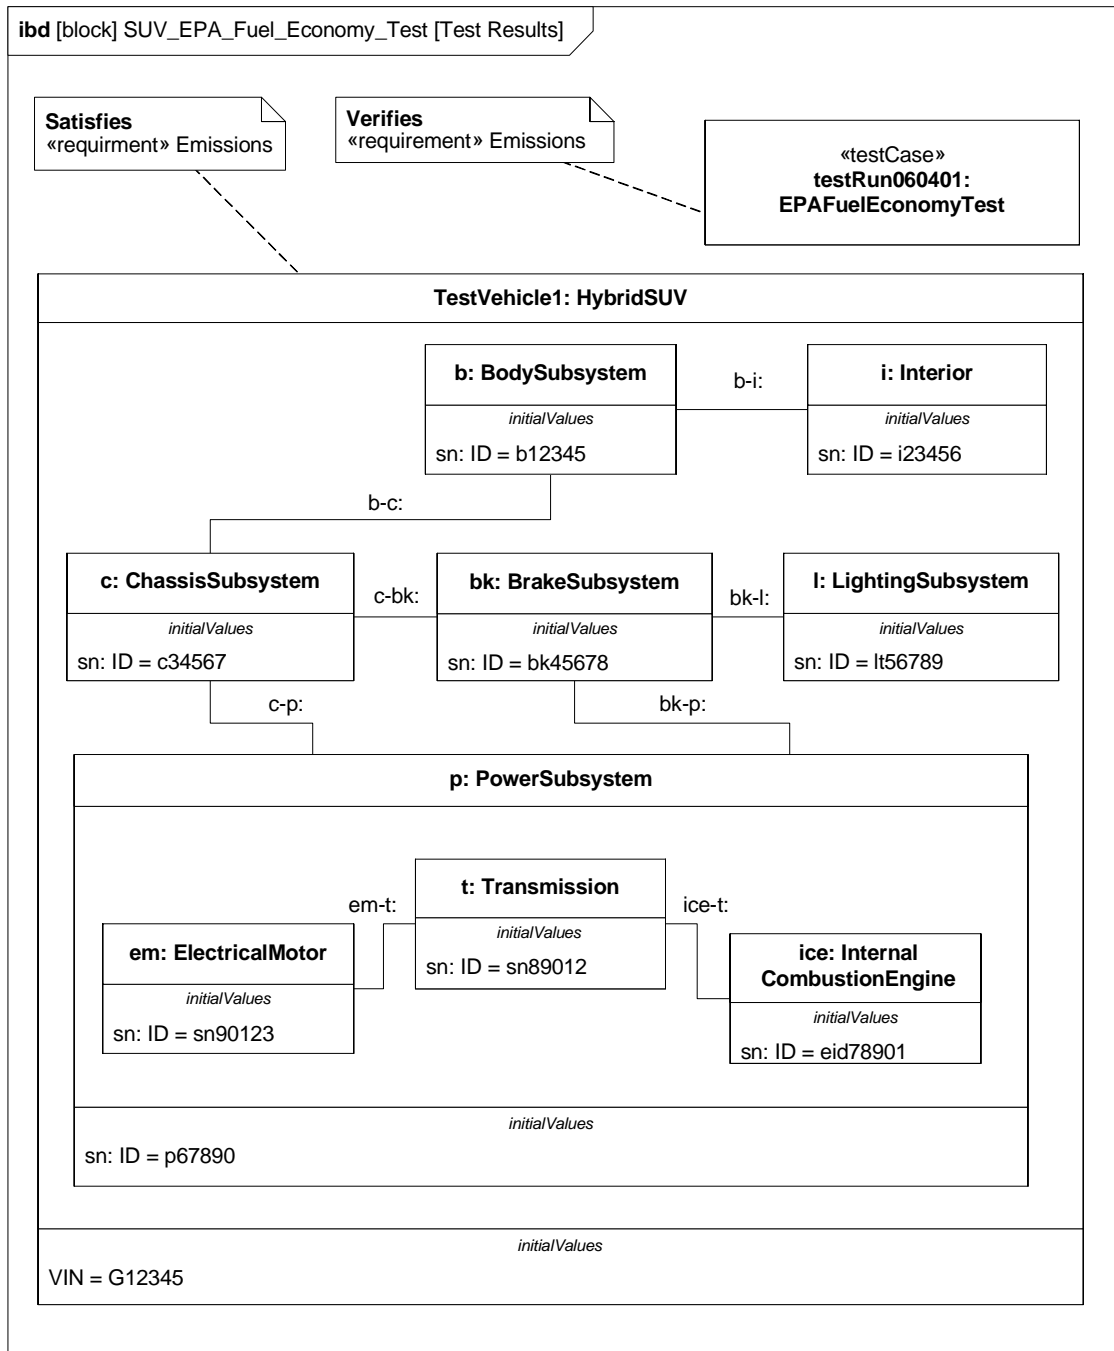 ibd [block] SUV_EPA_Fuel_Economy_Test [Test Results]
Satisfies
«requirment» Emissions
Verifies
«requirement» Emissions
«testCase»
testRun060401:
EPAFuelEconomyTest
TestVehicle1: HybridSUV
b: BodySubsystem
initialValues
sn: ID = b12345
b-i:
i: Interior
initialValues
sn: ID = i23456
b-c:
c: ChassisSubsystem
initialValues
sn: ID = c34567
c-bk:
bk: BrakeSubsystem
initialValues
sn: ID = bk45678
bk-l:
l: LightingSubsystem
initialValues
sn: ID = lt56789
c-p:
bk-p:
p: PowerSubsystem
em-t:
t: Transmission
initialValues
sn: ID = sn89012
ice-t:
em: ElectricalMotor
initialValues
sn: ID = sn90123
ice: Internal
CombustionEngine
initialValues
sn: ID = eid78901
initialValues
sn: ID = p67890
initialValues
VIN = G12345